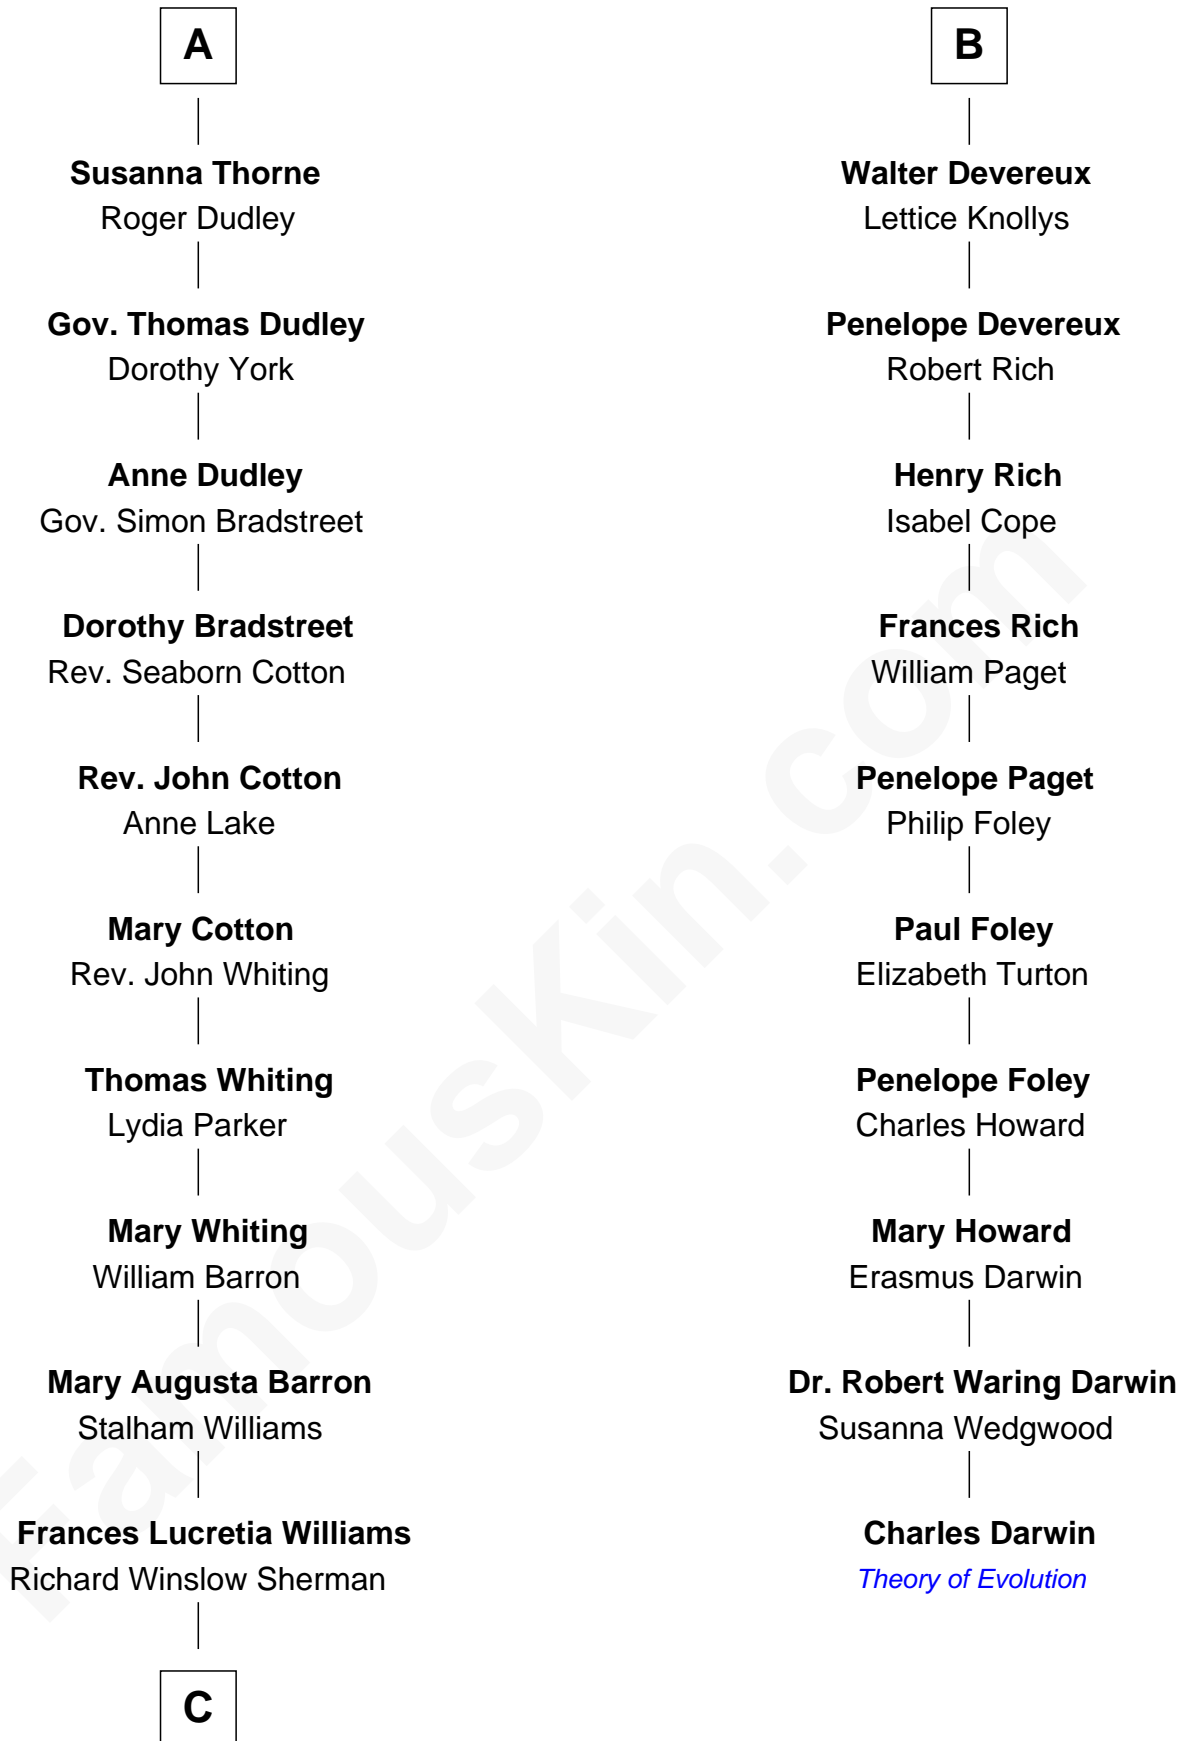 A
Susanna Thorne
Roger Dudley
Gov. Thomas Dudley
Dorothy York
Anne Dudley
Gov. Simon Bradstreet
Dorothy Bradstreet
Rev. Seaborn Cotton
Rev. John Cotton
Anne Lake
Mary Cotton
Rev. John Whiting
Thomas Whiting
Lydia Parker
Mary Whiting
William Barron
Mary Augusta Barron
Stalham Williams
Frances Lucretia Williams
Richard Winslow Sherman
C
B
Walter Devereux
Lettice Knollys
Penelope Devereux
Robert Rich
Henry Rich
Isabel Cope
Frances Rich
William Paget
Penelope Paget
Philip Foley
Paul Foley
Elizabeth Turton
Penelope Foley
Charles Howard
Mary Howard
Erasmus Darwin
Dr. Robert Waring Darwin
Susanna Wedgwood
Charles Darwin
Theory of Evolution
FamousKin.com